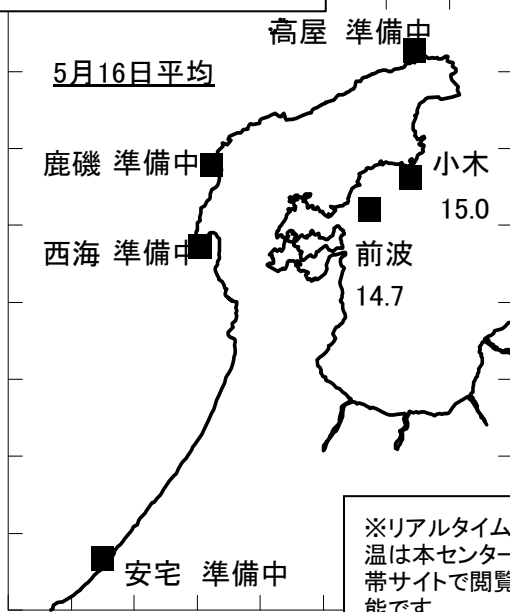 高屋 準備中
5月16日平均
鹿磯 準備中
小木
15.0
西海 準備中
前波
14.7
※リアルタイム
温は本センター
帯サイトで閲覧
能です
安宅 準備中